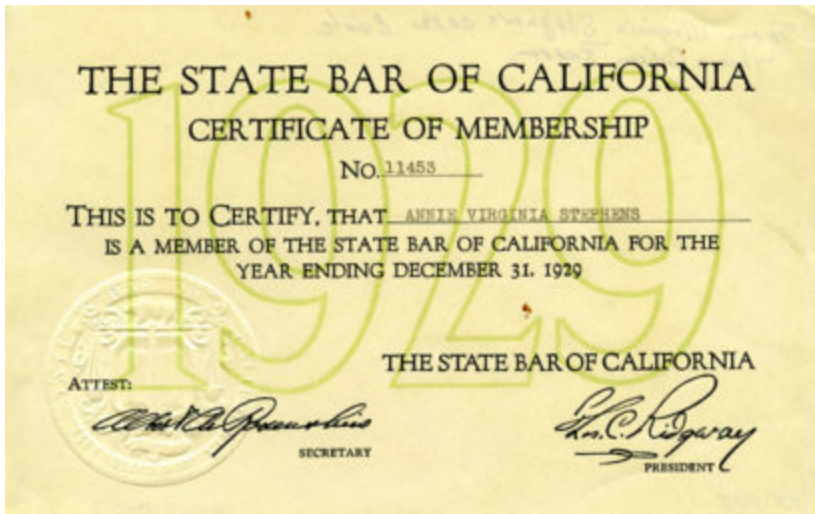 THE STATE BAR OF CALIFORNIA
CERTIFICATE OF MEMBERSHIP
No. 11453
THIS IS TO CERTIFY, THAT ANNIE VIRGINIA STEPHENS
IS A MEMBER OF THE STATE BAR OF CALIFORNIA FOR THE
YEAR ENDING DECEMBER 31, 1929
1929
THE STATE BAR OF CALIFORNIA
ATTEST:
C. Ridgway
SECRETARY
PRESIDENT